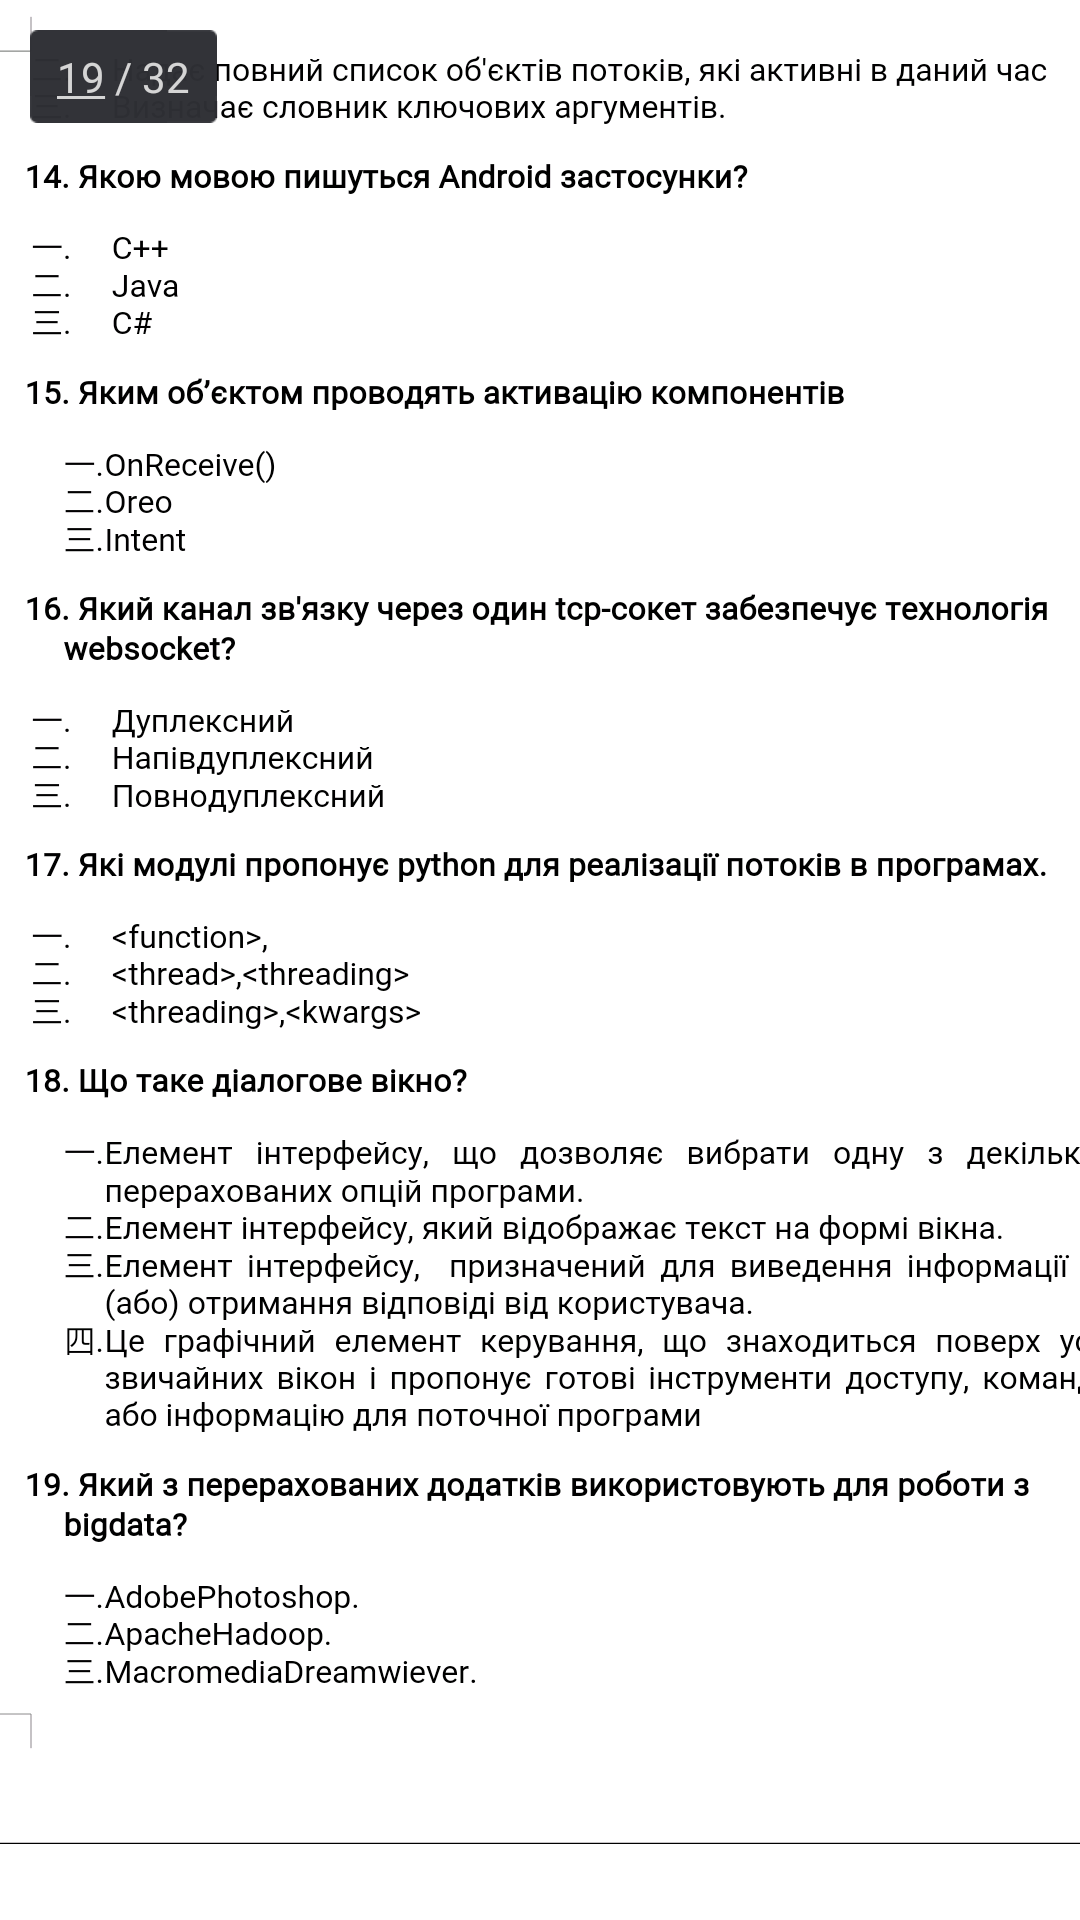 19 / 32
повний список об'єктів потоків, які активні в даний час
Визначає словник ключових аргументів.
14. Якою мовою пишуться Android застосунки?
一. C++
二. Java
三. C#
15. Яким об’єктом проводять активацію компонентів
一.OnReceive()
二.Oreo
三.Intent
16. Який канал зв'язку через один tcp-сокет забезпечує технологія
websocket?
一. Дуплексний
二. Напівдуплексний
三. Повнодуплексний
17. Які модулі пропонує python для реалізації потоків в програмах.
一. <function>,
二. <thread>,<threading>
三. <threading>,<kwargs>
18. Що таке діалогове вікно?
一.Елемент інтерфейсу, що дозволяє вибрати одну з декільк
перерахованих опцій програми.
二.Елемент інтерфейсу, який відображає текст на формі вікна.
三.Елемент інтерфейсу, призначений для виведення інформації
(або) отримання відповіді від користувача.
四.Це графічний елемент керування, що знаходиться поверх ус
звичайних вікон і пропонує готові інструменти доступу, коман
або інформацію для поточної програми
19. Який з перерахованих додатків використовують для роботи з
bigdata?
一.AdobePhotoshop.
二.ApacheHadoop.
三.MacromediaDreamwiever.